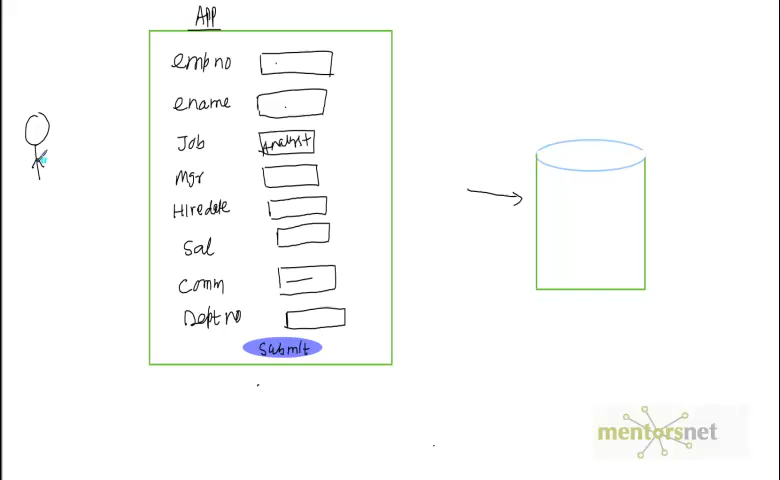 APP
empno
ename
Job Analyst
Mgr
Hiredate
Sal
Comm
Deptno
Submit
mentorsnet